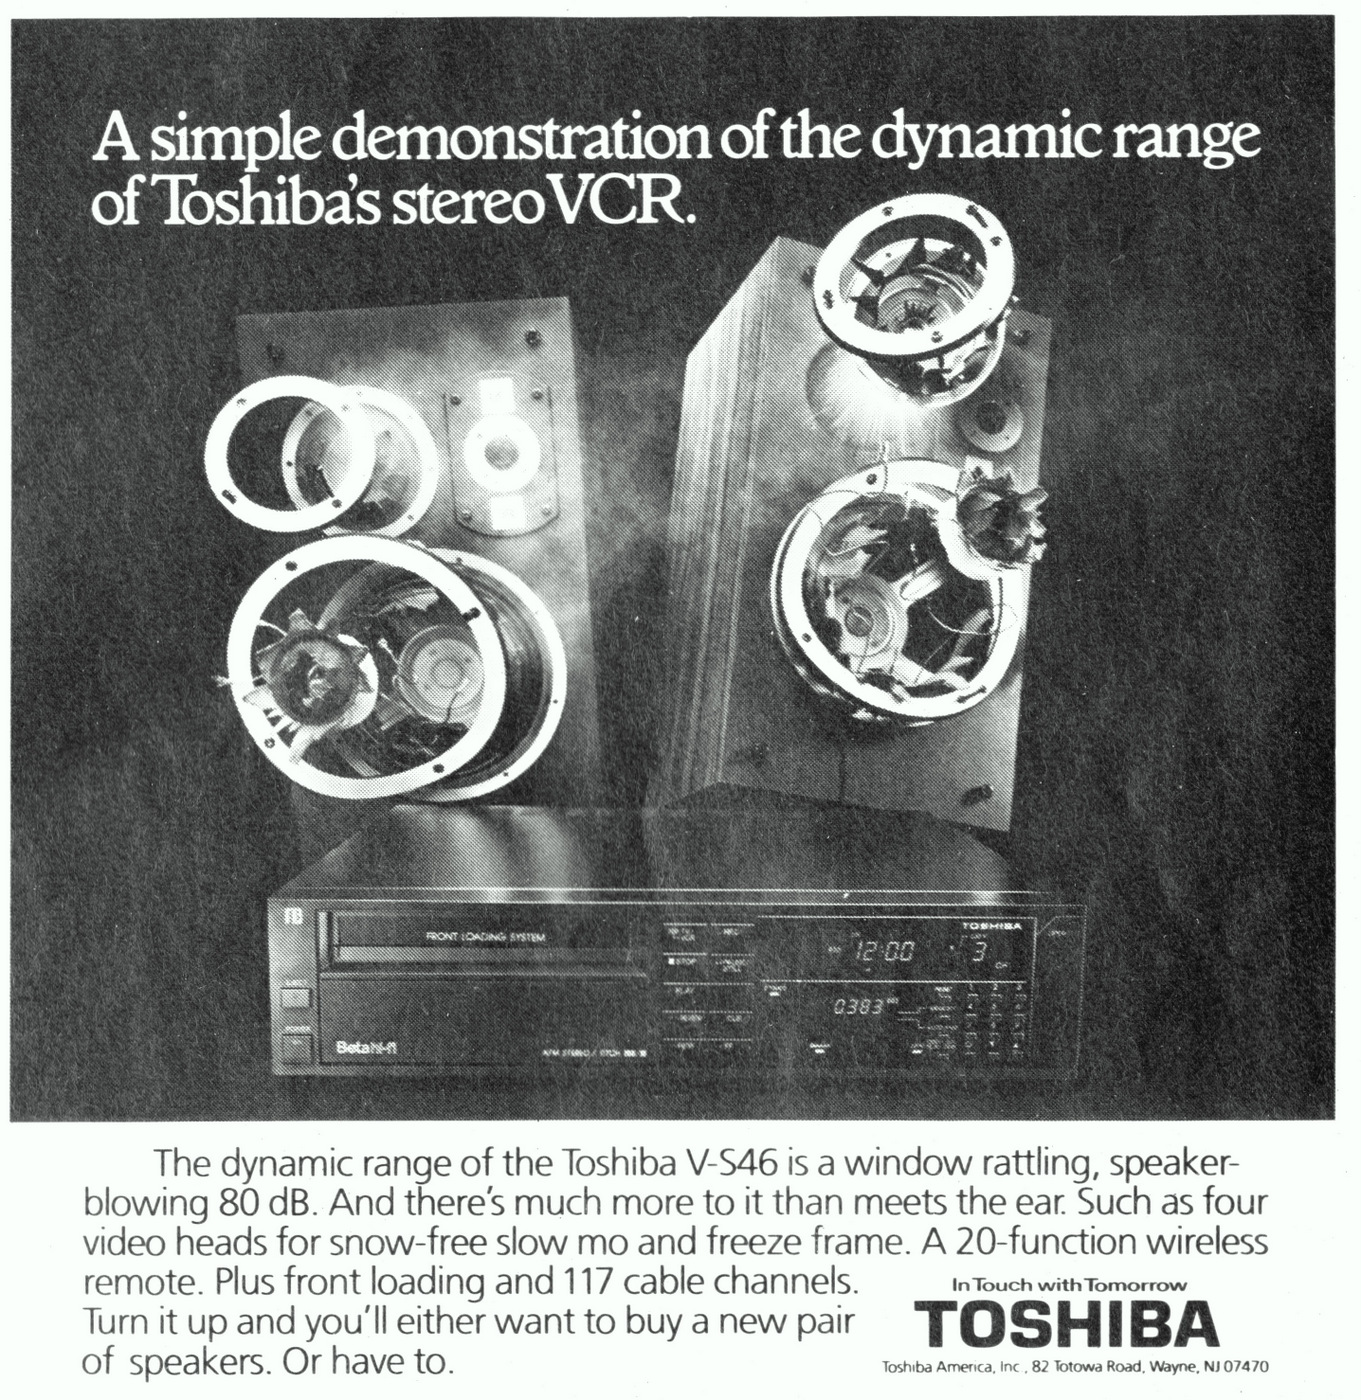 A simple demonstration of the dynamic range
of Toshiba's stereo VCR.
FRONT LOADING SYSTEM
TOSHIBA
12:00
3
CH
STOP
PLAY
0383
Beta hi-fi
The dynamic range of the Toshiba V-S46 is a window rattling, speaker-
blowing 80 dB. And there's much more to it than meets the ear. Such as four
video heads for snow-free slow mo and freeze frame. A 20-function wireless
remote. Plus front loading and 117 cable channels.
Turn it up and you'll either want to buy a new pair
of speakers. Or have to.
In Touch with Tomorrow
TOSHIBA
Toshiba America, Inc., 82 Totowa Road, Wayne, NJ 07470